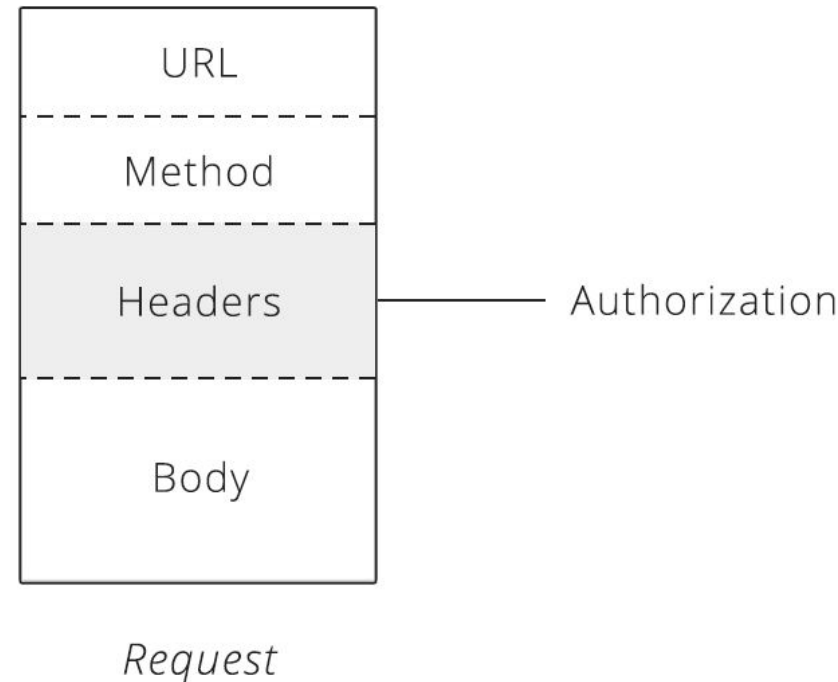 URL
Method
Headers
Authorization
Body
Request